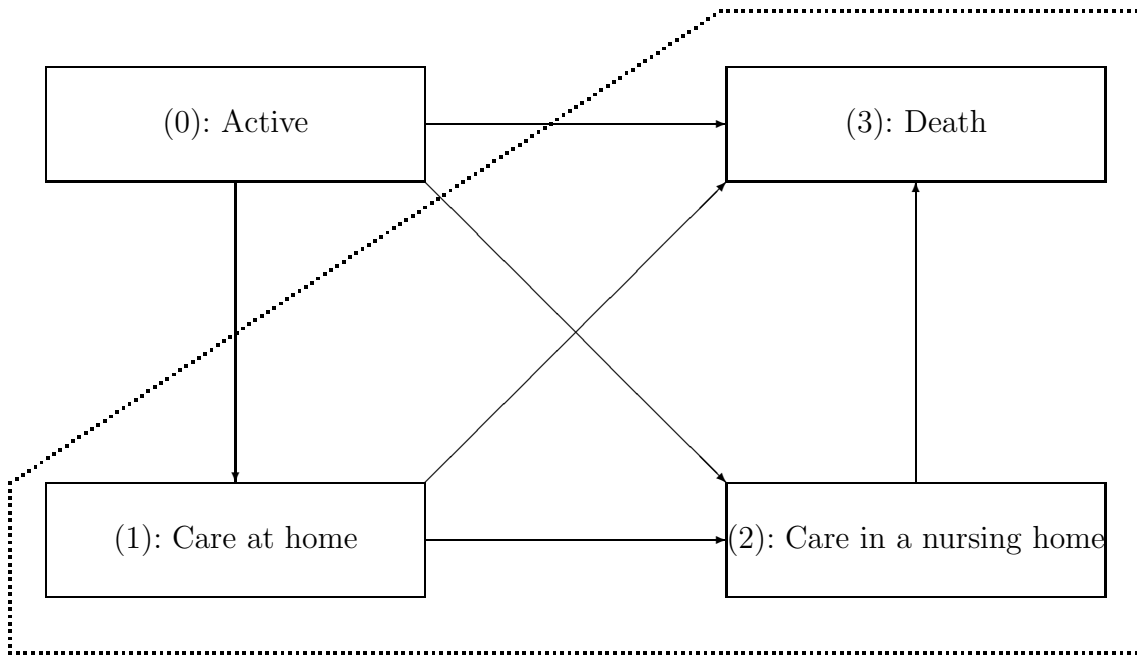 (0): Active
(3): Death
(1): Care at home
(2): Care in a nursing home